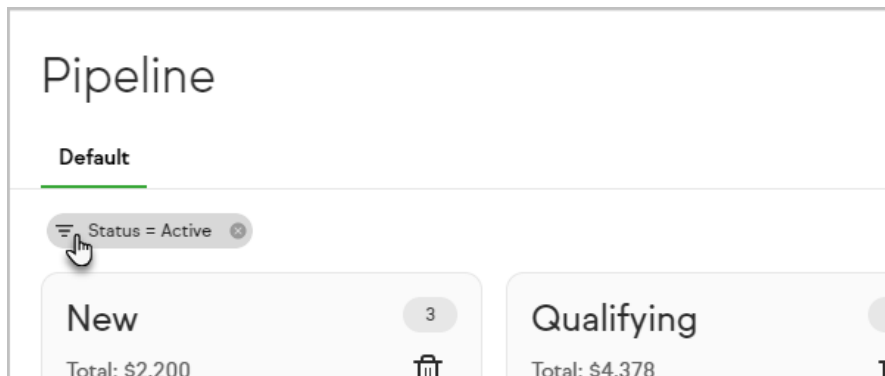 Pipeline
Default
Status = Active
New 3
Qualifying
Total: $2,200
Total: $4,378